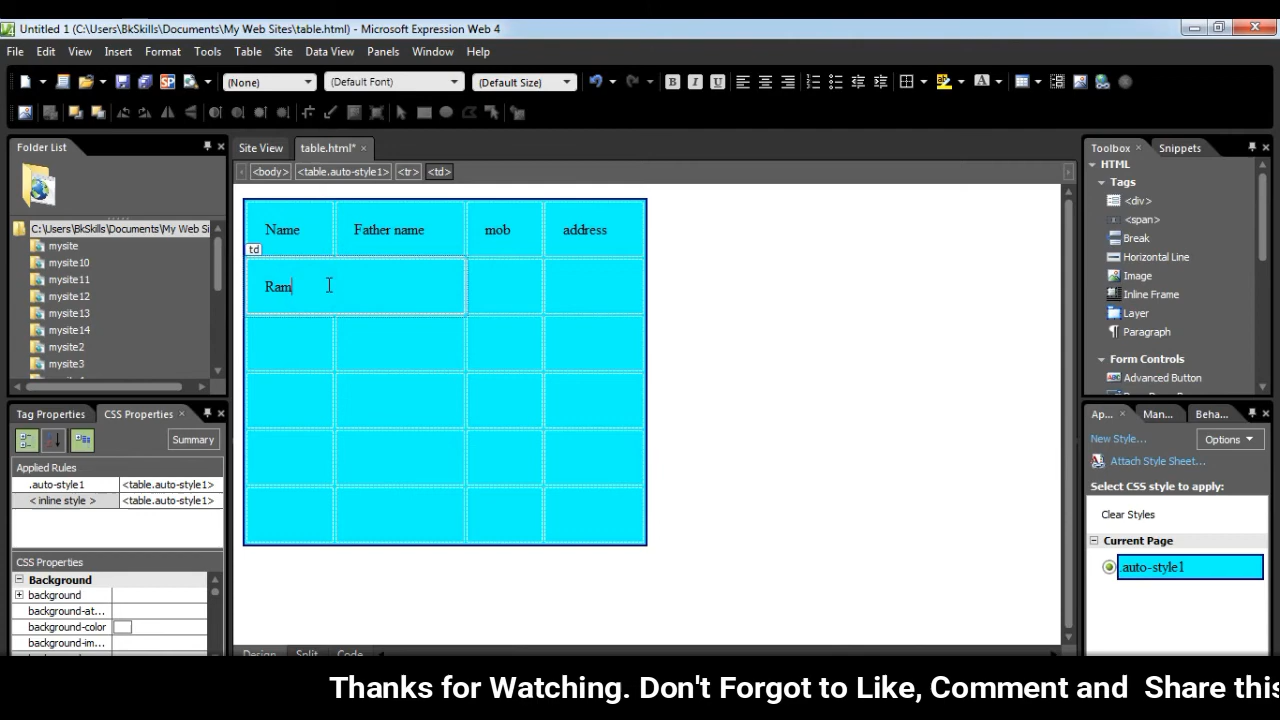 Untitled 1 (C:\Users\BkSkills\Documents\My Web Sites\table.html) - Microsoft Expression Web 4
File Edit View Insert Format Tools Table Site Data View Panels Window Help
(None) (Default Font) (Default Size) B I U A
Folder List
C:\Users\BkSkills\Documents\My Web Si
mysite
mysite10
mysite11
mysite12
mysite13
mysite14
mysite2
mysite3
Tag Properties CSS Properties
Summary
Applied Rules
.auto-style1 <table.auto-style1>
< inline style > <table.auto-style1>
CSS Properties
Background
background
background-at...
background-color
background-im...
Site View table.html*
<body> <table.auto-style1> <tr> <td>
Name Father name mob address
td
Ram
Design Split Code
Toolbox Snippets
HTML
Tags
<div>
<span>
Break
Horizontal Line
Image
Inline Frame
Layer
Paragraph
Form Controls
Advanced Button
Ap... Man... Beha...
New Style... Options
Attach Style Sheet...
Select CSS style to apply:
Clear Styles
Current Page
.auto-style1
Thanks for Watching. Don't Forgot to Like, Comment and Share this